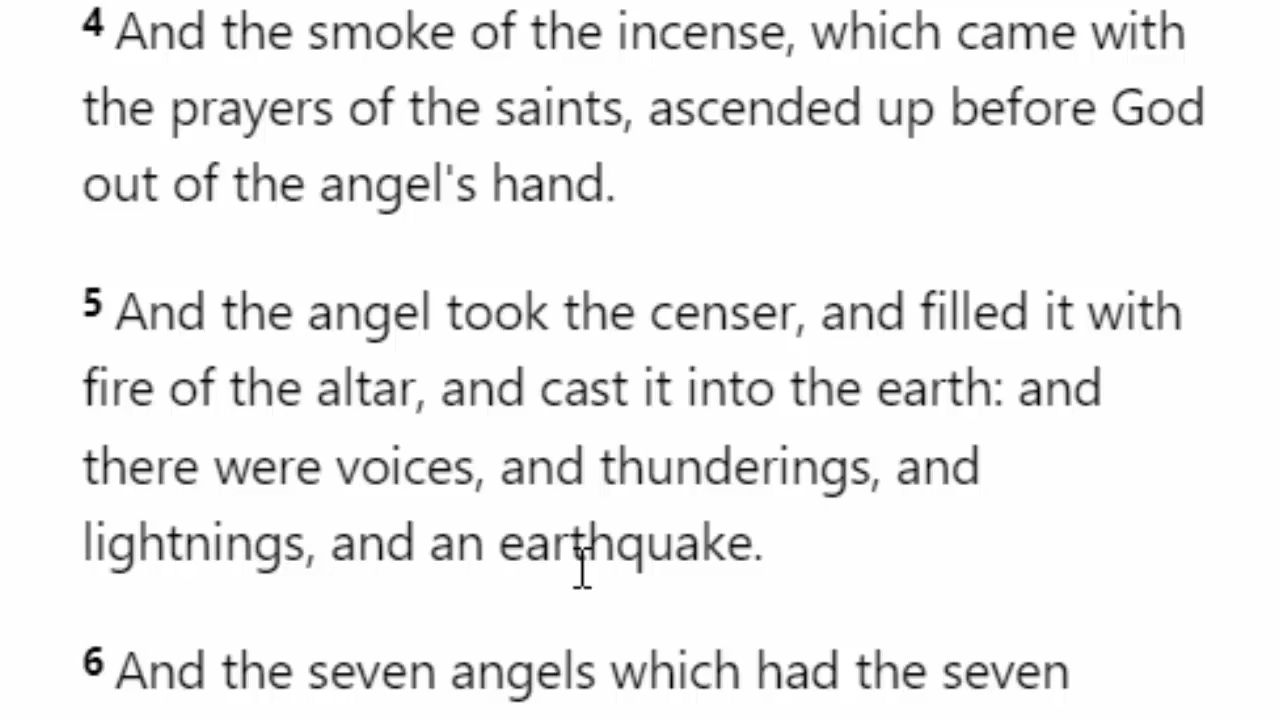 4 And the smoke of the incense, which came with
the prayers of the saints, ascended up before God
out of the angel's hand.
5 And the angel took the censer, and filled it with
fire of the altar, and cast it into the earth: and
there were voices, and thunderings, and
lightnings, and an earthquake.
6 And the seven angels which had the seven